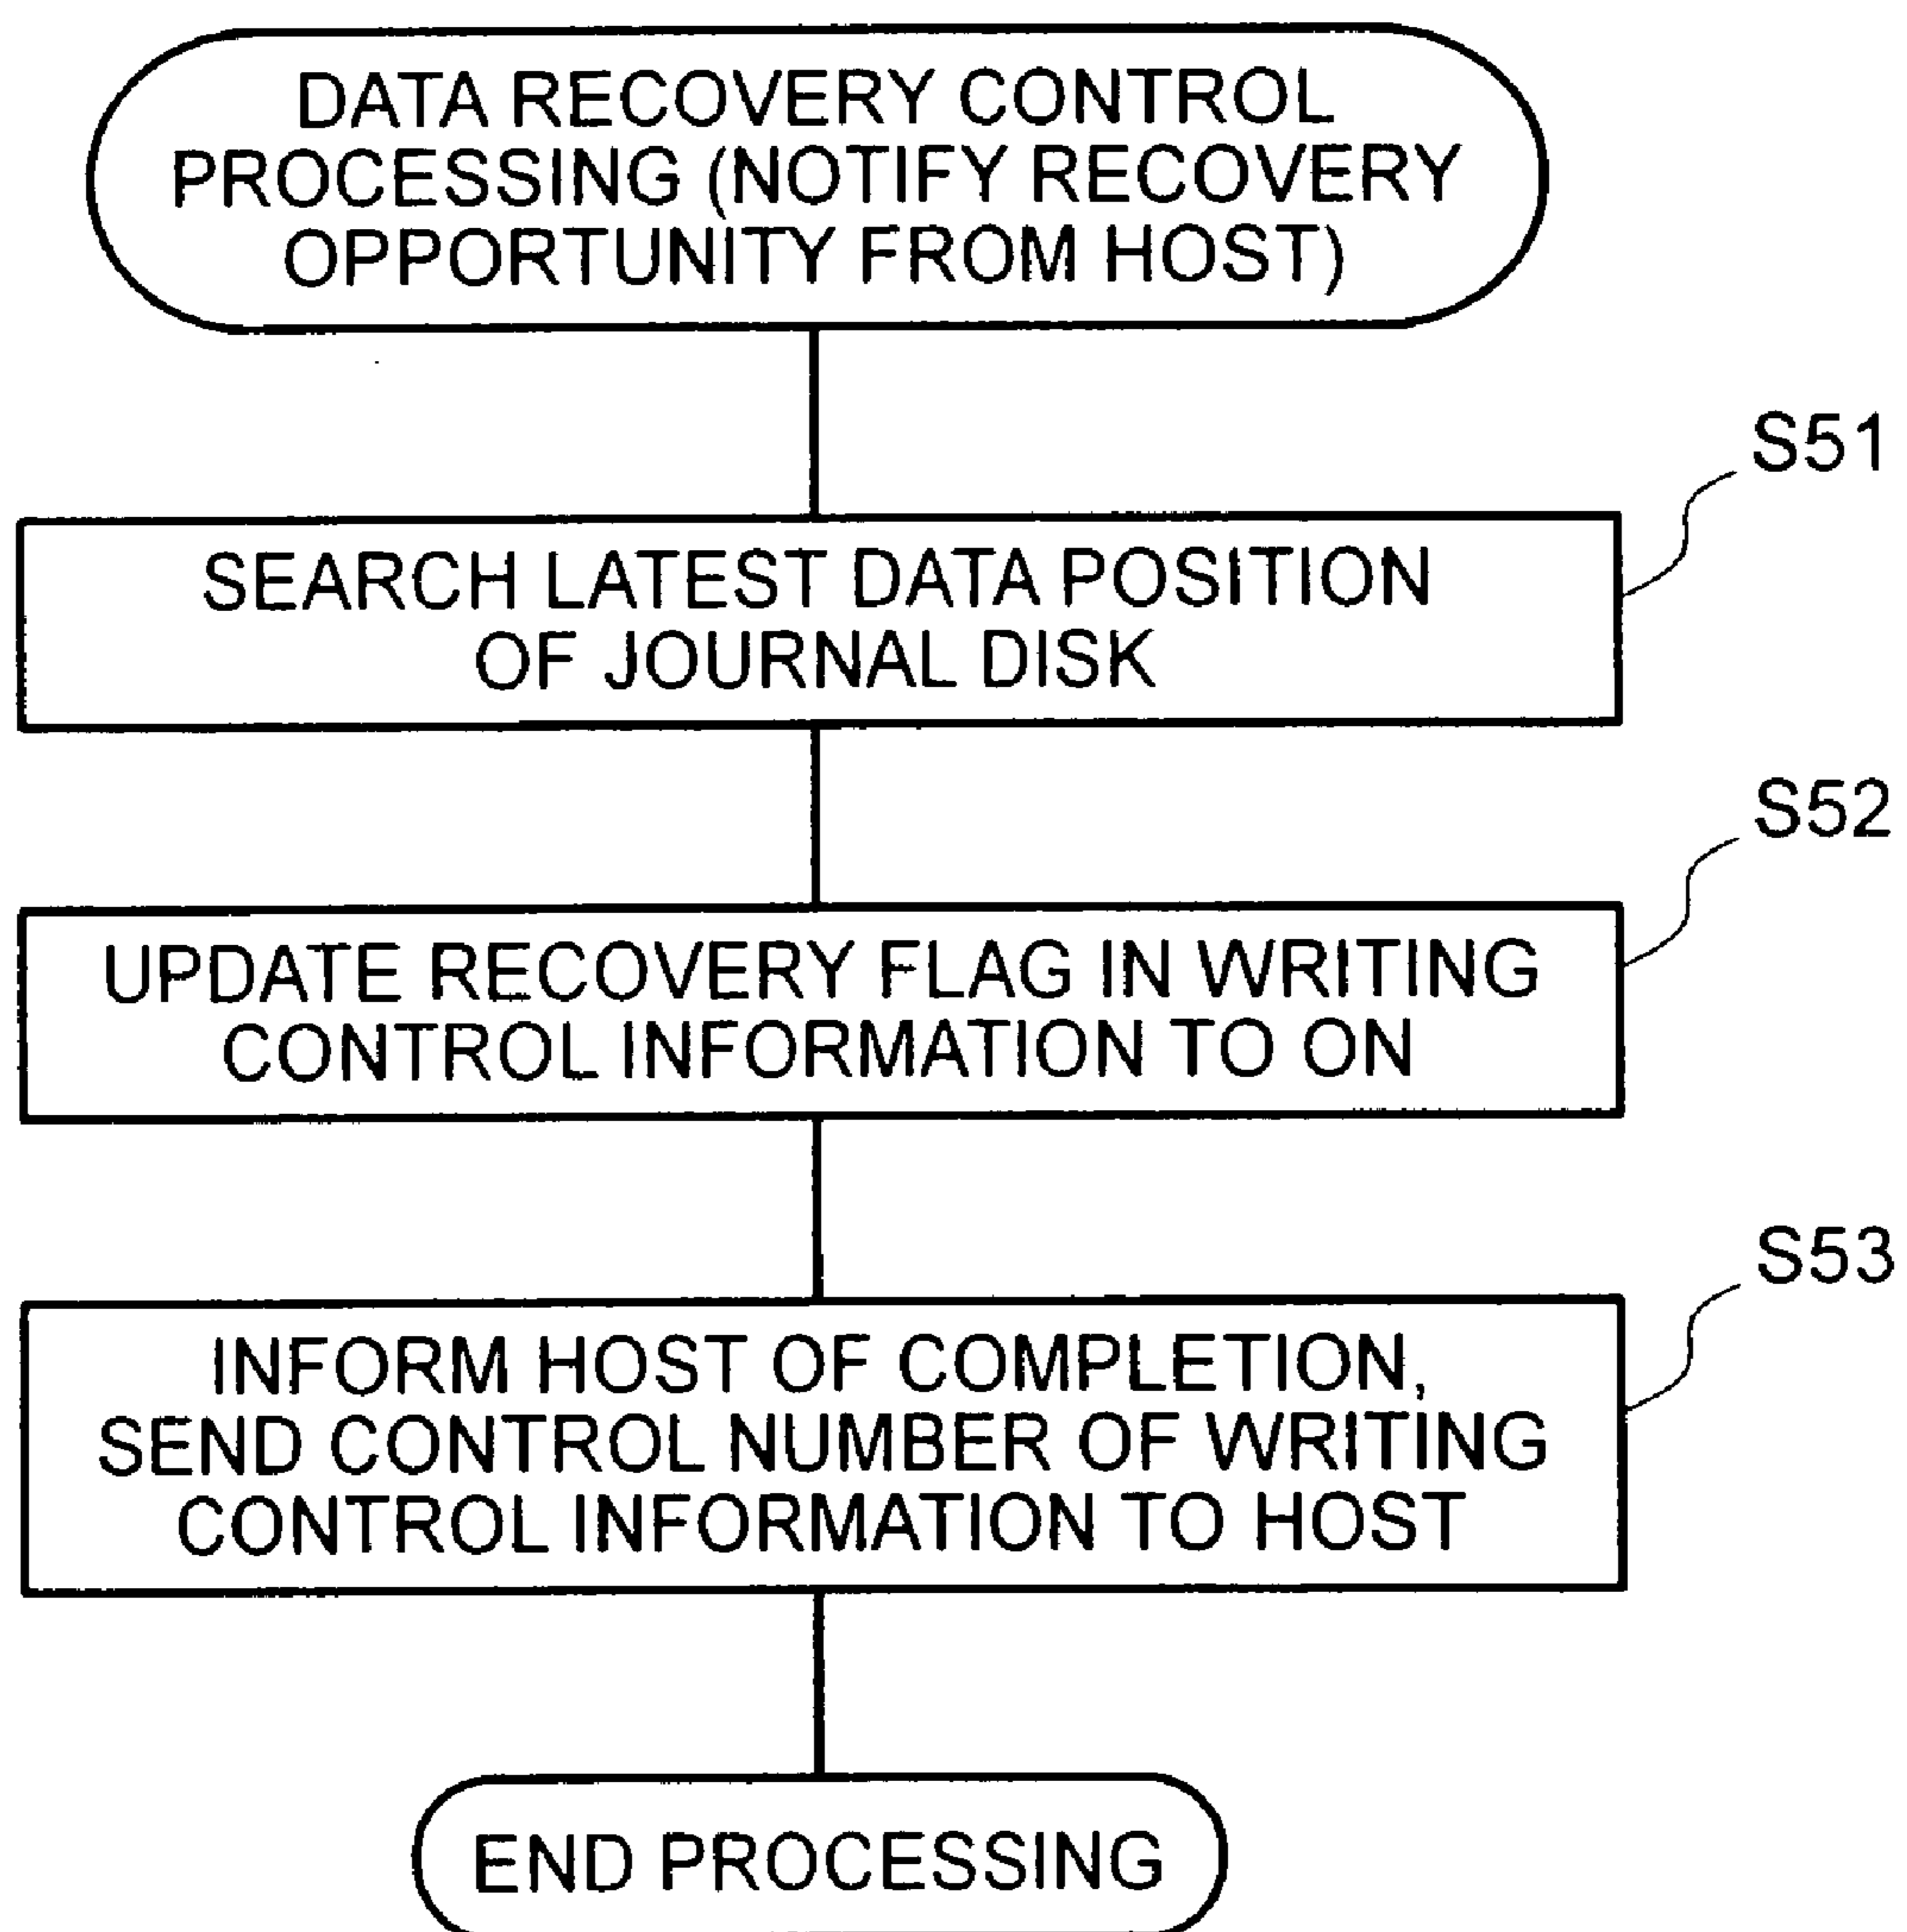 DATA RECOVERY CONTROL
PROCESSING (NOTIFY RECOVERY
OPPORTUNITY FROM HOST)
S51
SEARCH LATEST DATA POSITION
OF JOURNAL DISK
S52
UPDATE RECOVERY FLAG IN WRITING
CONTROL INFORMATION TO ON
S53
INFORM HOST OF COMPLETION,
SEND CONTROL NUMBER OF WRITING
CONTROL INFORMATION TO HOST
END PROCESSING